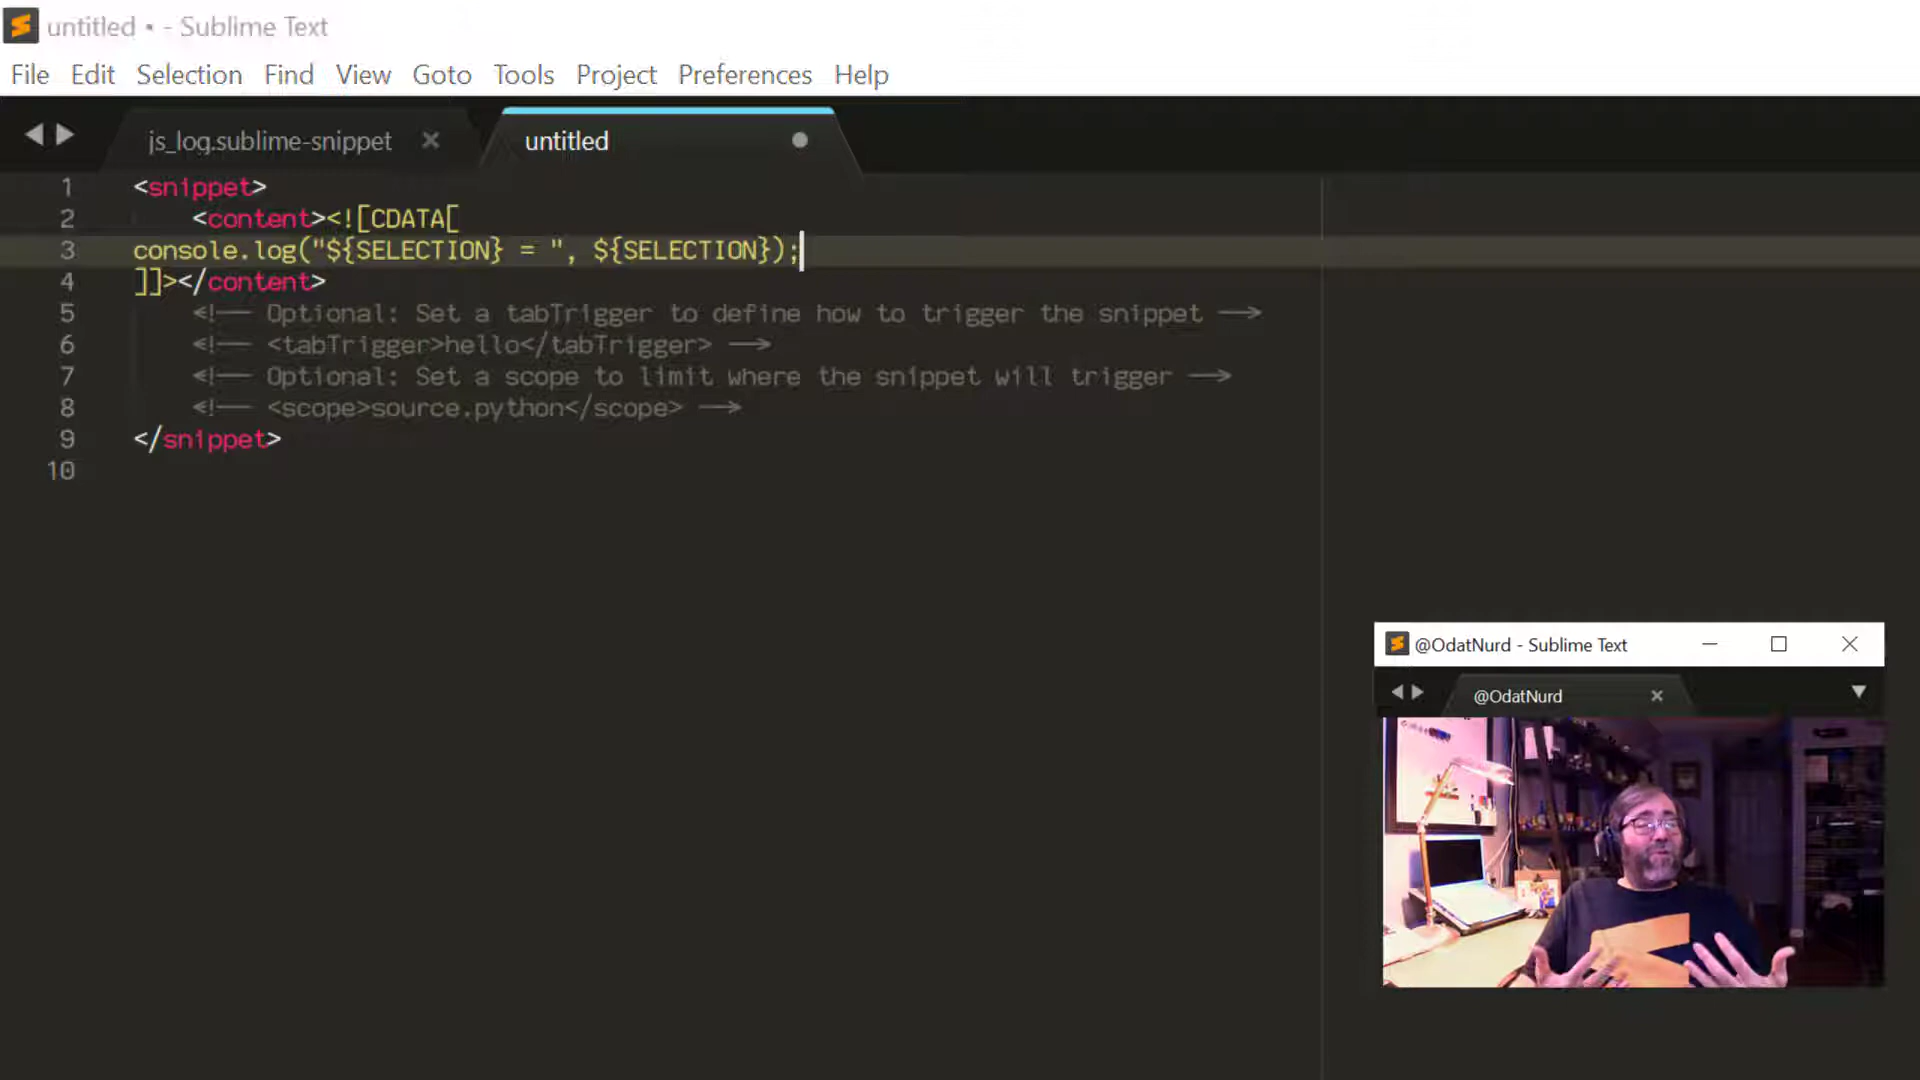 untitled • - Sublime Text
File Edit Selection Find View Goto Tools Project Preferences Help
js_log.sublime-snippet
untitled
1 <snippet>
2 <content><![CDATA[
3 console.log("${SELECTION} = ", ${SELECTION});
4 ]]></content>
5 <!-- Optional: Set a tabTrigger to define how to trigger the snippet -->
6 <!-- <tabTrigger>hello</tabTrigger> -->
7 <!-- Optional: Set a scope to limit where the snippet will trigger -->
8 <!-- <scope>source.python</scope> -->
9 </snippet>
10
@OdatNurd - Sublime Text
@OdatNurd